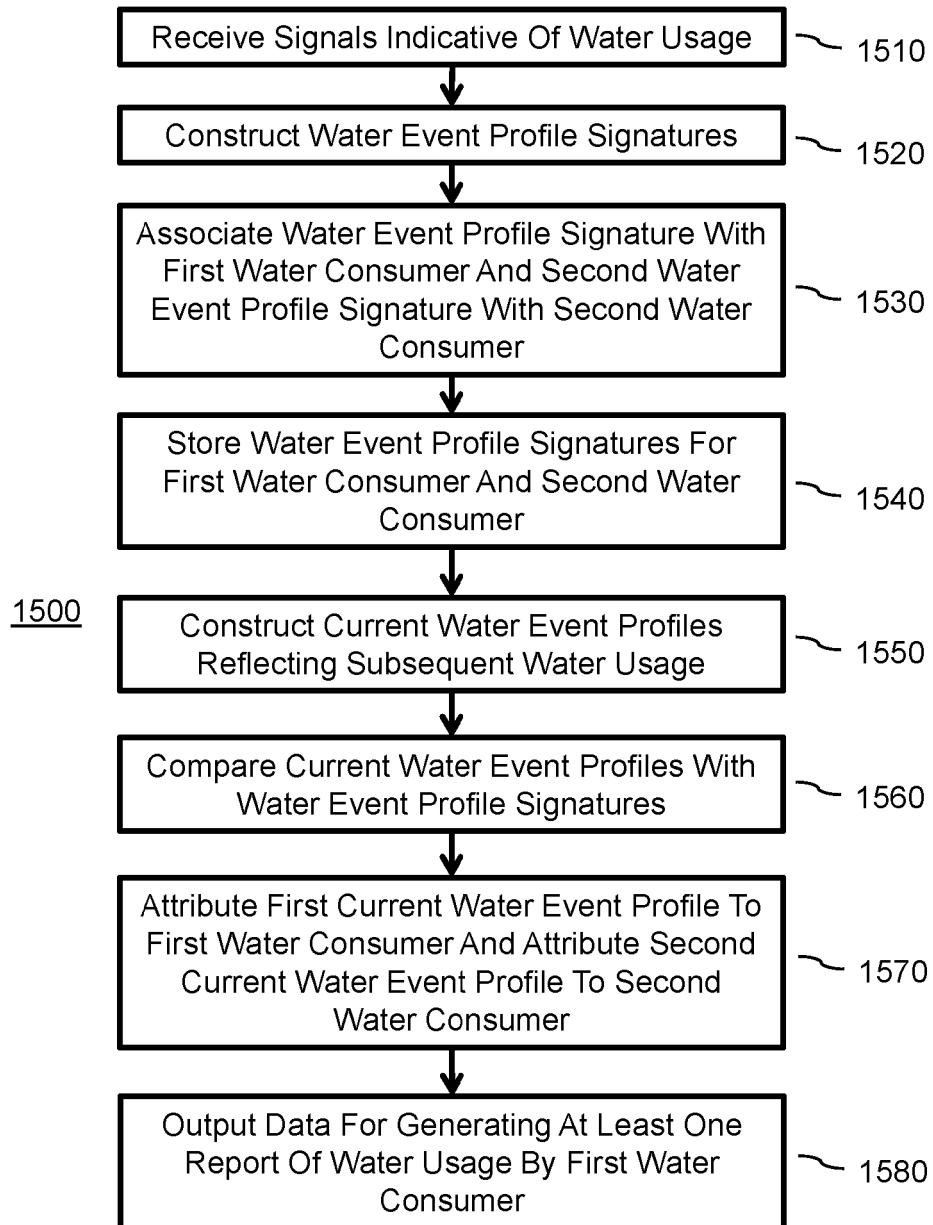 Receive Signals Indicative Of Water Usage
1510
Construct Water Event Profile Signatures
1520
Associate Water Event Profile Signature With
First Water Consumer And Second Water
Event Profile Signature With Second Water
Consumer
1530
Store Water Event Profile Signatures For
First Water Consumer And Second Water
Consumer
1540
1500
Construct Current Water Event Profiles
Reflecting Subsequent Water Usage
1550
Compare Current Water Event Profiles With
Water Event Profile Signatures
1560
Attribute First Current Water Event Profile To
First Water Consumer And Attribute Second
Current Water Event Profile To Second
Water Consumer
1570
Output Data For Generating At Least One
Report Of Water Usage By First Water
Consumer
1580